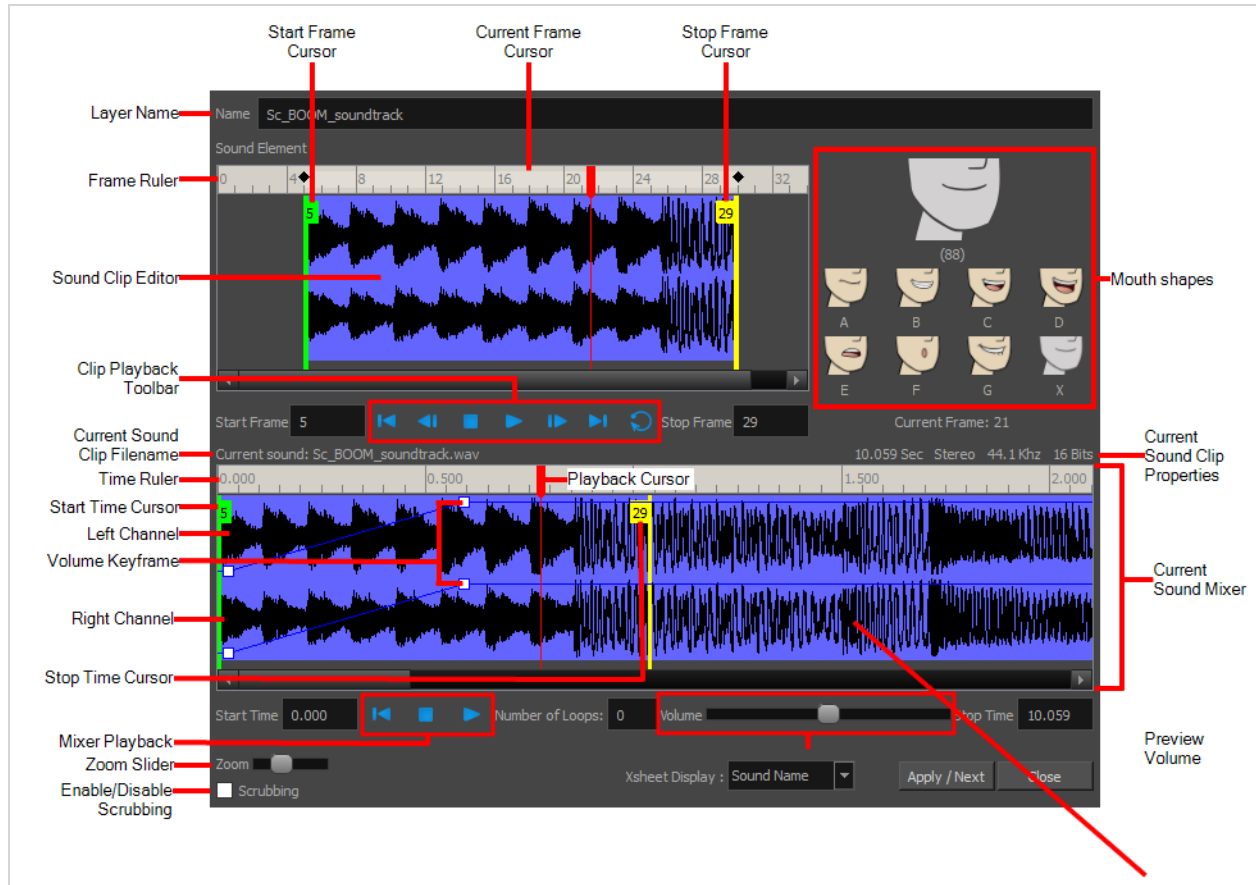 Start Frame
Cursor
Current Frame
Cursor
Stop Frame
Cursor
Layer Name
Name Sc_BOOM_soundtrack
Sound Element
Frame Ruler
0 4 8 12 16 20 24 28 32
5
29
Sound Clip Editor
(88)
Mouth shapes
A B C D
E F G X
Clip Playback
Toolbar
Start Frame 5
Stop Frame 29
Current Frame: 21
Current Sound
Clip Filename
Current sound: Sc_BOOM_soundtrack.wav
10.059 Sec Stereo 44.1 Khz 16 Bits
Current
Sound Clip
Properties
Time Ruler
0.000 0.500 1.500 2.000
Playback Cursor
Start Time Cursor
5
29
Left Channel
Volume Keyframe
Right Channel
Current
Sound Mixer
Stop Time Cursor
Start Time 0.000
Number of Loops: 0
Volume
Stop Time 10.059
Mixer Playback
Preview
Volume
Zoom Slider
Zoom
Xsheet Display : Sound Name
Apply / Next
Close
Enable/Disable
Scrubbing
Scrubbing